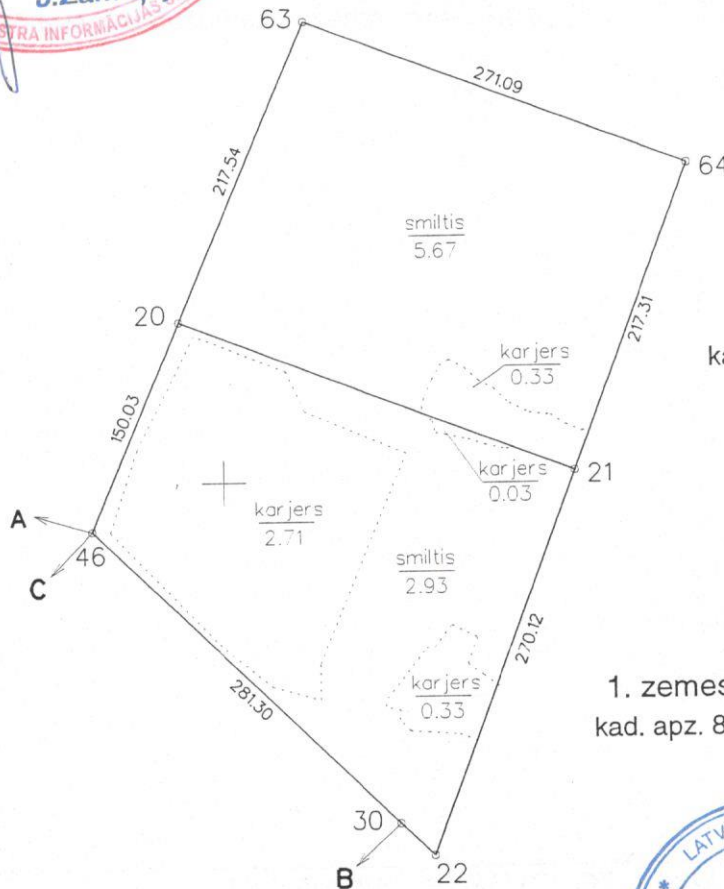 STRA INFORMĀCIJAS
63
271.09
64
217.54
smiltis
5.67
217.31
20
karjers
0.33
150.03
karjers
0.03
21
A
karjers
2.71
46
C
smiltis
2.93
270.12
281.30
karjers
0.33
1. zemes
kad. apz. 8
30
B
22
LATV